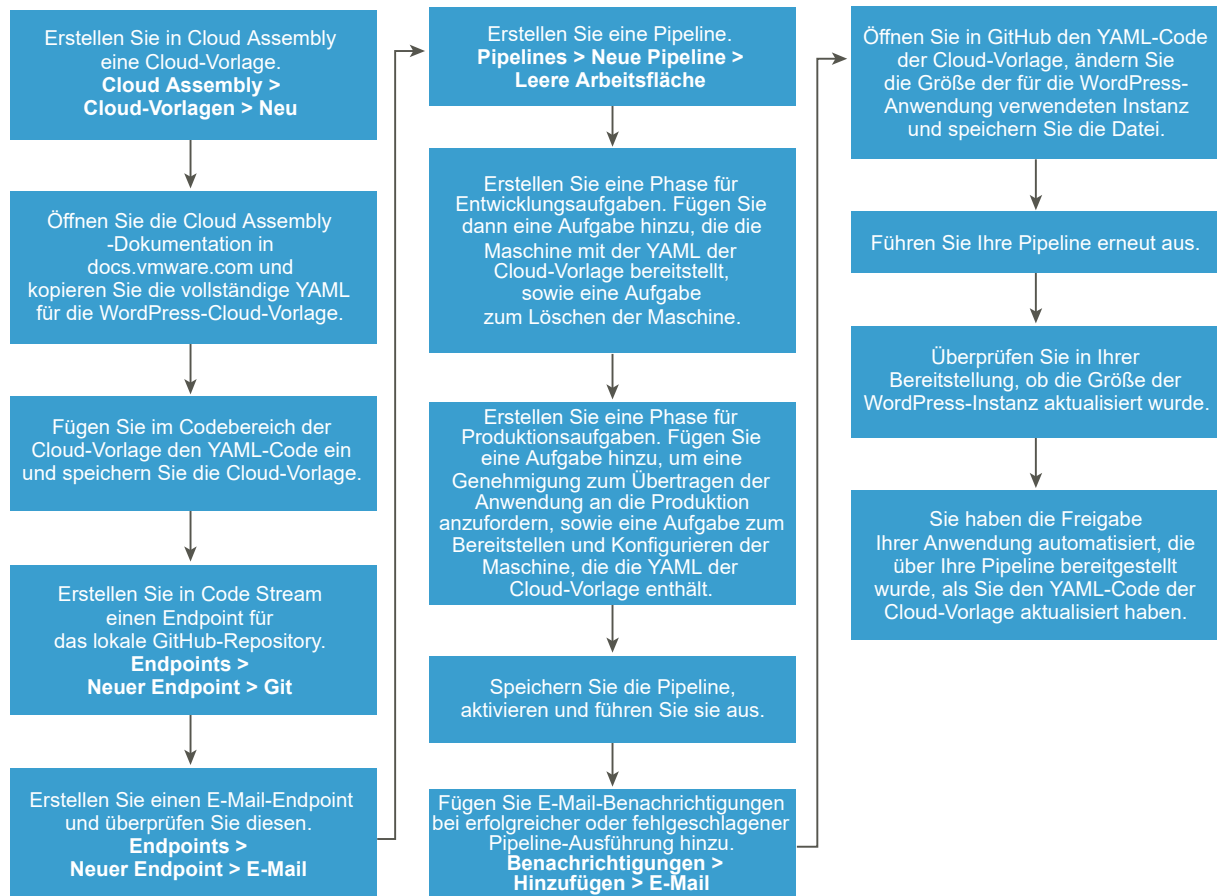 Erstellen Sie in Cloud Assembly
eine Cloud-Vorlage.
Cloud Assembly >
Cloud-Vorlagen > Neu
Öffnen Sie die Cloud Assembly
-Dokumentation in
docs.vmware.com und
kopieren Sie die vollständige YAML
für die WordPress-Cloud-Vorlage.
Fügen Sie im Codebereich der
Cloud-Vorlage den YAML-Code ein
und speichern Sie die Cloud-Vorlage.
Erstellen Sie in Code Stream
einen Endpoint für
das lokale GitHub-Repository.
Endpoints >
Neuer Endpoint > Git
Erstellen Sie einen E-Mail-Endpoint
und überprüfen Sie diesen.
Endpoints >
Neuer Endpoint > E-Mail
Erstellen Sie eine Pipeline.
Pipelines > Neue Pipeline >
Leere Arbeitsfläche
Erstellen Sie eine Phase für
Entwicklungsaufgaben. Fügen Sie
dann eine Aufgabe hinzu, die die
Maschine mit der YAML der
Cloud-Vorlage bereitstellt,
sowie eine Aufgabe
zum Löschen der Maschine.
Erstellen Sie eine Phase für
Produktionsaufgaben. Fügen Sie
eine Aufgabe hinzu, um eine
Genehmigung zum Übertragen der
Anwendung an die Produktion
anzufordern, sowie eine Aufgabe zum
Bereitstellen und Konfigurieren der
Maschine, die die YAML der
Cloud-Vorlage enthält.
Speichern Sie die Pipeline,
aktivieren und führen Sie sie aus.
Fügen Sie E-Mail-Benachrichtigungen
bei erfolgreicher oder fehlgeschlagener
Pipeline-Ausführung hinzu.
Benachrichtigungen >
Hinzufügen > E-Mail
Öffnen Sie in GitHub den YAML-Code
der Cloud-Vorlage, ändern Sie
die Größe der für die WordPress-
Anwendung verwendeten Instanz
und speichern Sie die Datei.
Führen Sie Ihre Pipeline erneut aus.
Überprüfen Sie in Ihrer
Bereitstellung, ob die Größe der
WordPress-Instanz aktualisiert wurde.
Sie haben die Freigabe
Ihrer Anwendung automatisiert, die
über Ihre Pipeline bereitgestellt
wurde, als Sie den YAML-Code der
Cloud-Vorlage aktualisiert haben.